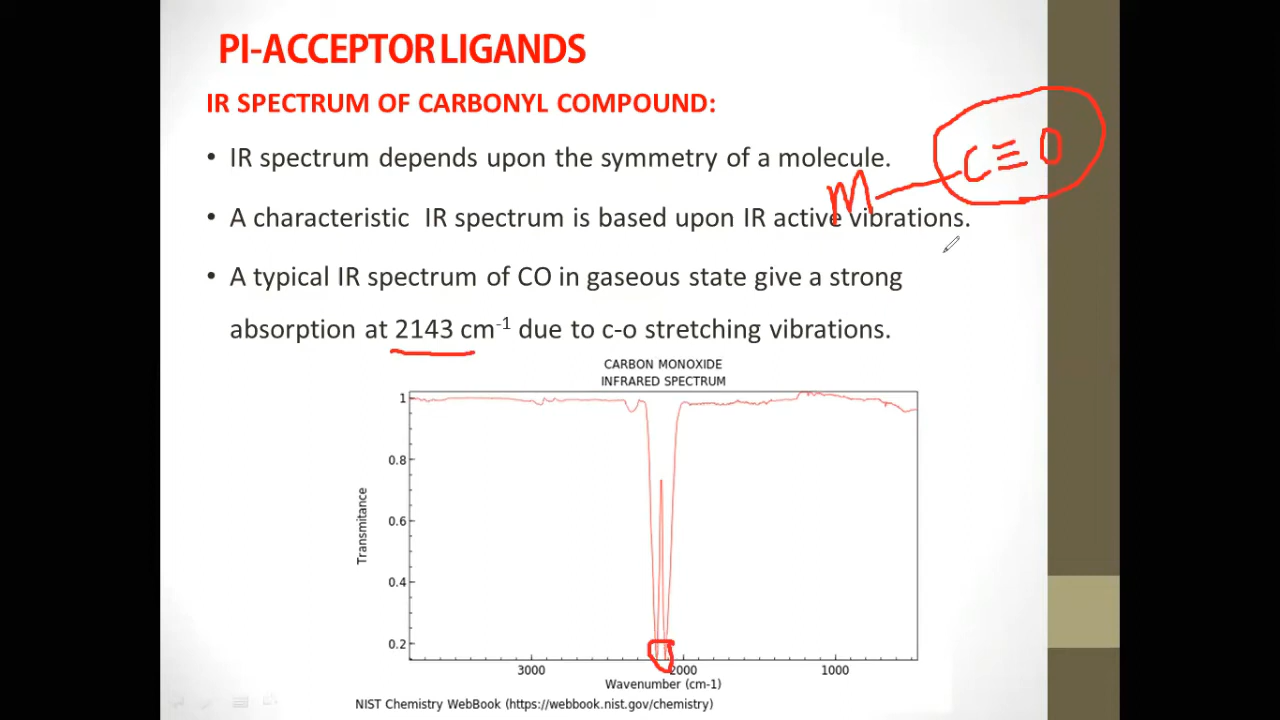 PI-ACCEPTOR LIGANDS
IR SPECTRUM OF CARBONYL COMPOUND:
• IR spectrum depends upon the symmetry of a molecule.
M—C≡O
• A characteristic IR spectrum is based upon IR active vibrations.
• A typical IR spectrum of CO in gaseous state give a strong
absorption at 2143 cm-1 due to c-o stretching vibrations.
CARBON MONOXIDE
INFRARED SPECTRUM
1
0.8
0.6
0.4
0.2
Transmitance
3000 2000 1000
Wavenumber (cm-1)
NIST Chemistry WebBook (https://webbook.nist.gov/chemistry)